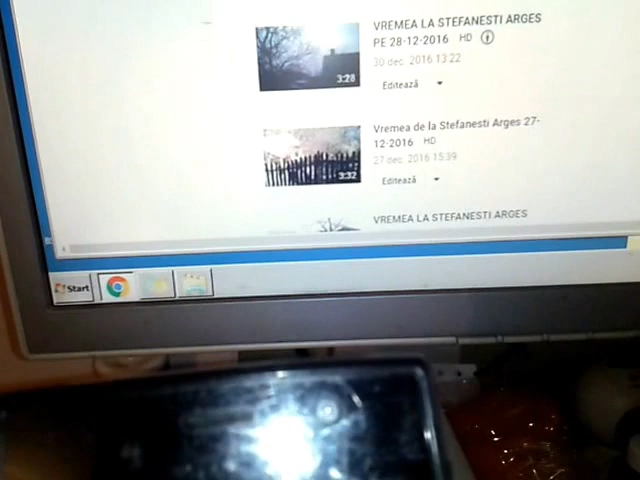 VREMEA LA STEFANESTI ARGES
PE 28-12-2016 HD
3:28
30 dec. 2016 13:22
Editează
Vremea de la Stefanesti Arges 27-
12-2016 HD
3:32
27 dec. 2016 15:39
Editează
VREMEA LA STEFANESTI ARGES
Start